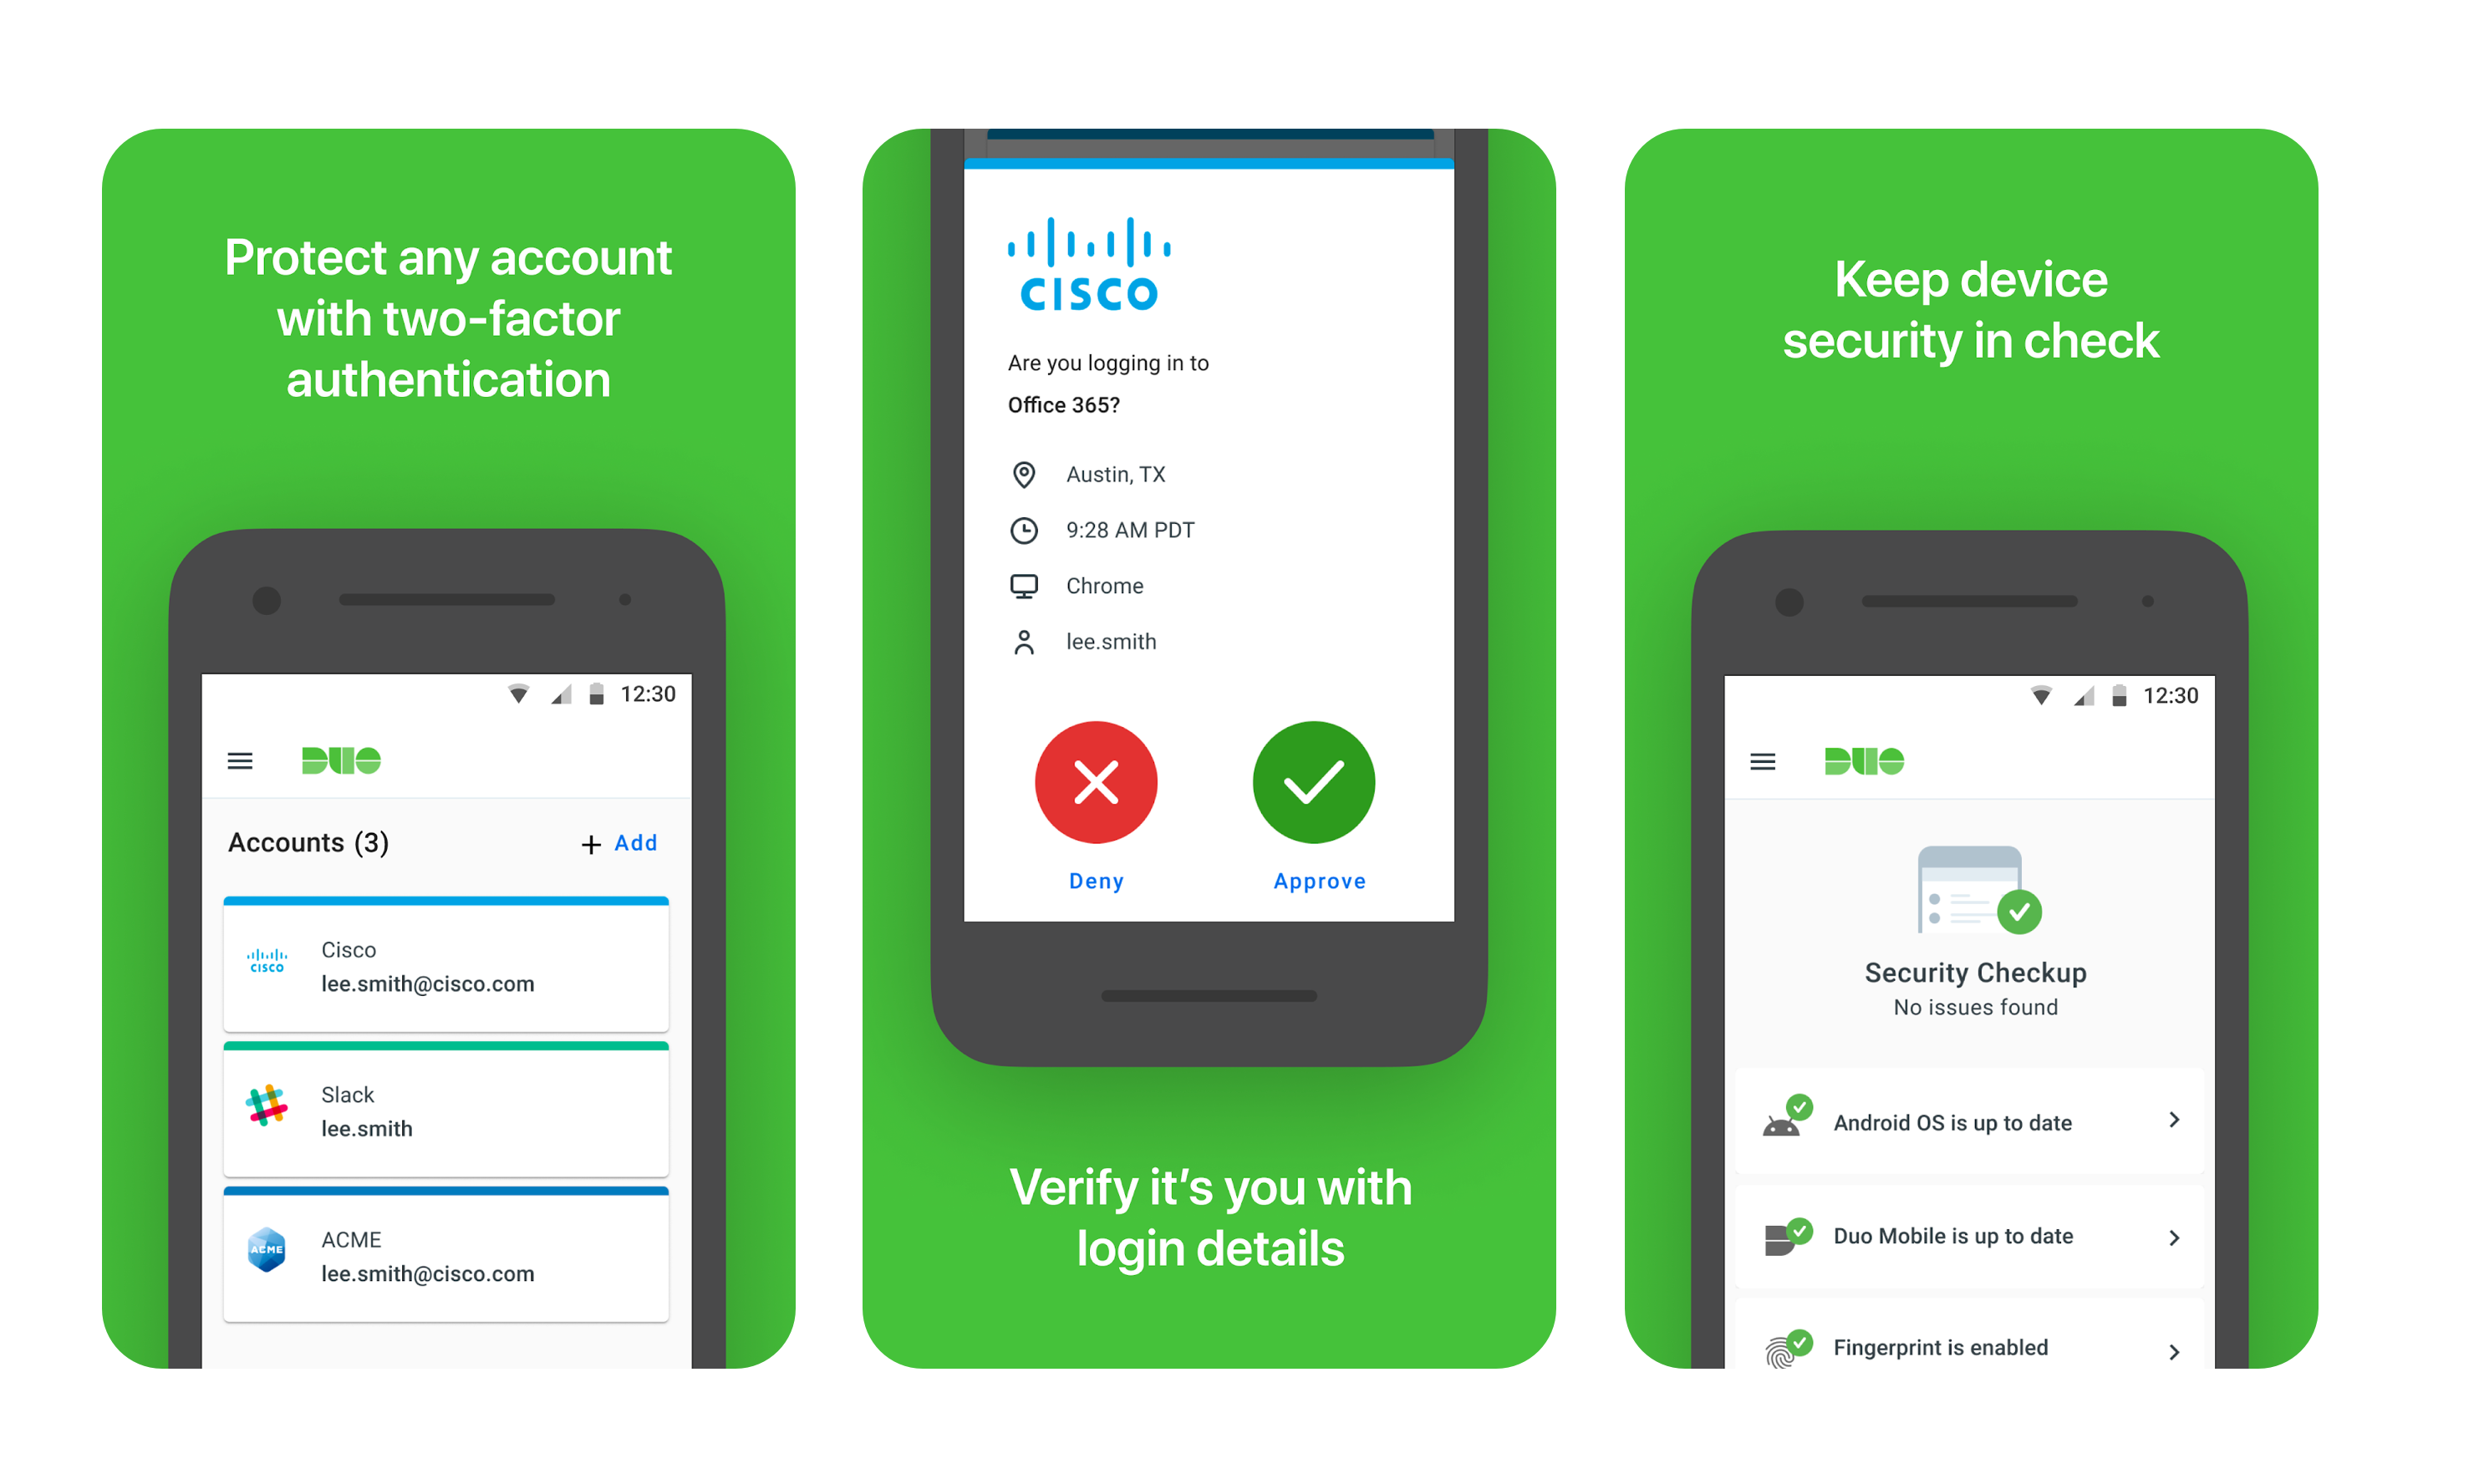 Protect any account
with two-factor
authentication
12:30
DUO
Accounts (3)
+ Add
CISCO
Cisco
lee.smith@cisco.com
Slack
lee.smith
ACME
ACME
lee.smith@cisco.com
CISCO
Are you logging in to
Office 365?
Austin, TX
9:28 AM PDT
Chrome
lee.smith
Deny
Approve
Verify it’s you with
login details
Keep device
security in check
12:30
DUO
Security Checkup
No issues found
Android OS is up to date
Duo Mobile is up to date
Fingerprint is enabled